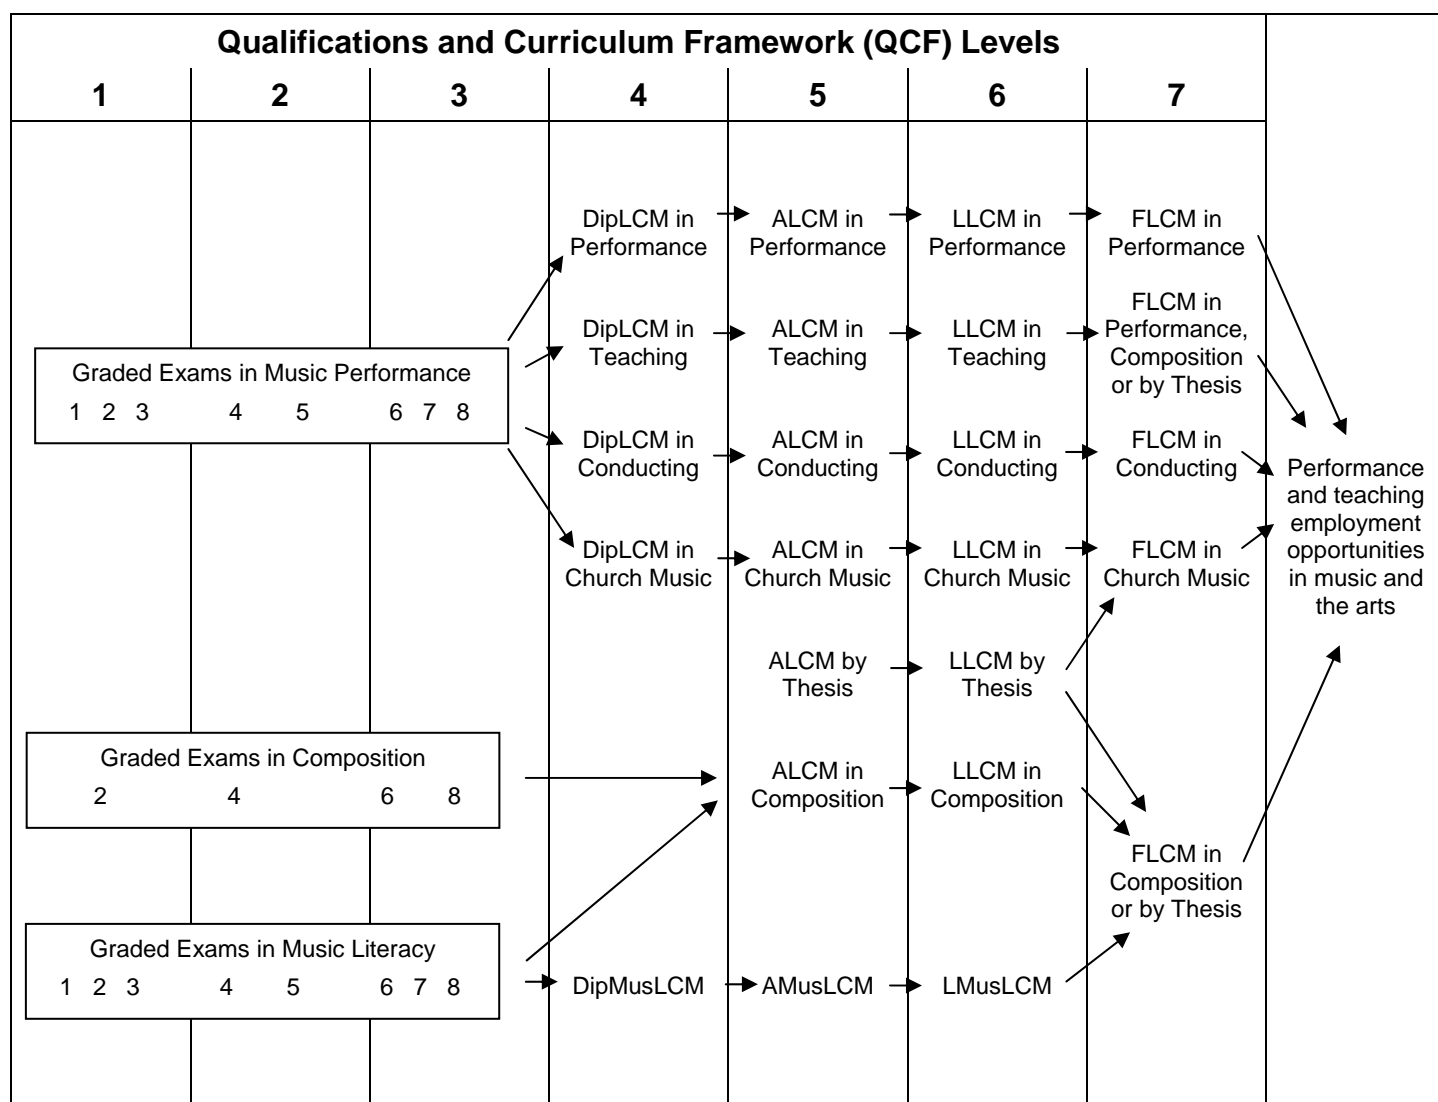 Qualifications and Curriculum Framework (QCF) Levels
1 2 3 4 5 6 7
DipLCM in
Performance
ALCM in
Performance
LLCM in
Performance
FLCM in
Performance
DipLCM in
Teaching
ALCM in
Teaching
LLCM in
Teaching
FLCM in
Performance,
Composition
or by Thesis
Graded Exams in Music Performance
1 2 3 4 5 6 7 8
DipLCM in
Conducting
ALCM in
Conducting
LLCM in
Conducting
FLCM in
Conducting
Performance
and teaching
employment
opportunities
in music and
the arts
DipLCM in
Church Music
ALCM in
Church Music
LLCM in
Church Music
FLCM in
Church Music
ALCM by
Thesis
LLCM by
Thesis
Graded Exams in Composition
2 4 6 8
ALCM in
Composition
LLCM in
Composition
FLCM in
Composition
or by Thesis
Graded Exams in Music Literacy
1 2 3 4 5 6 7 8
DipMusLCM
AMusLCM
LMusLCM